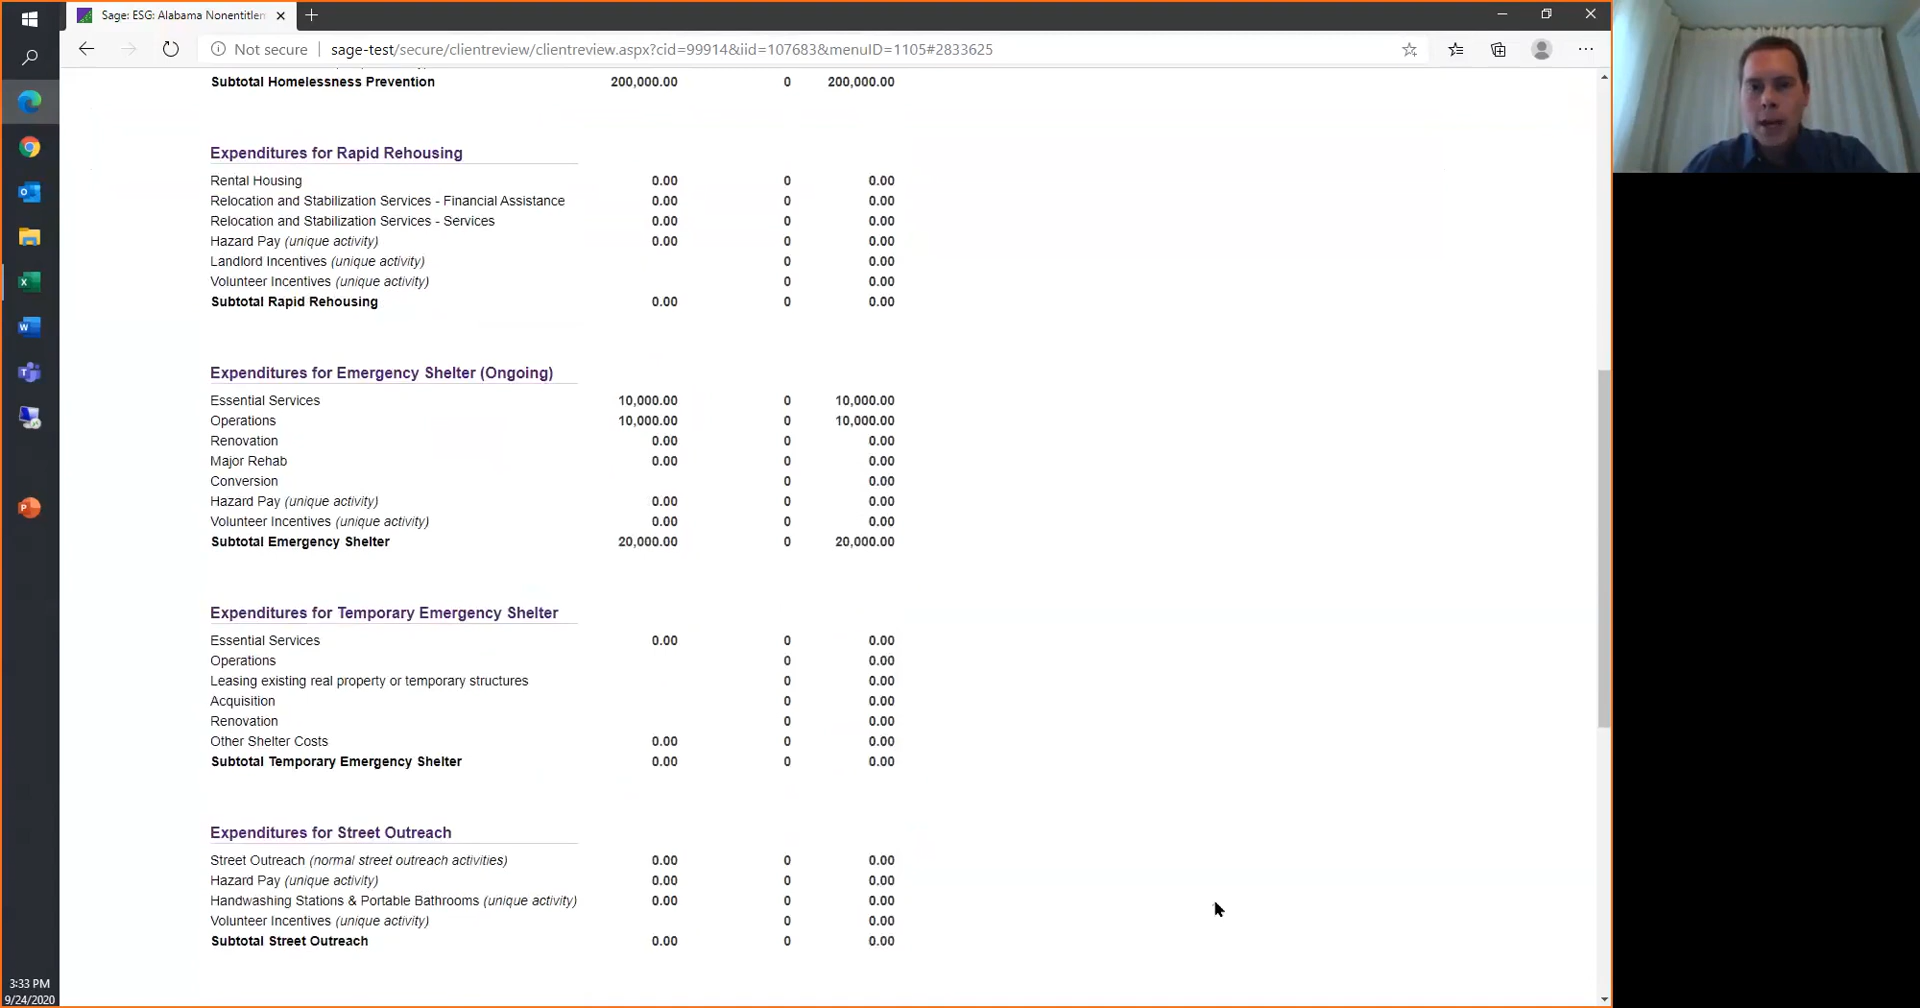 Sage: ESG: Alabama Nonentitlem
Not secure sage-test/secure/clientreview/clientreview.aspx?cid=99914&iid=107683&menuID=1105#2833625
Subtotal Homelessness Prevention 200,000.00 0 200,000.00
Expenditures for Rapid Rehousing
Rental Housing 0.00 0 0.00
Relocation and Stabilization Services - Financial Assistance 0.00 0 0.00
Relocation and Stabilization Services - Services 0.00 0 0.00
Hazard Pay (unique activity) 0.00 0 0.00
Landlord Incentives (unique activity) 0 0.00
Volunteer Incentives (unique activity) 0 0.00
Subtotal Rapid Rehousing 0.00 0 0.00
Expenditures for Emergency Shelter (Ongoing)
Essential Services 10,000.00 0 10,000.00
Operations 10,000.00 0 10,000.00
Renovation 0.00 0 0.00
Major Rehab 0.00 0 0.00
Conversion 0 0.00
Hazard Pay (unique activity) 0.00 0 0.00
Volunteer Incentives (unique activity) 0.00 0 0.00
Subtotal Emergency Shelter 20,000.00 0 20,000.00
Expenditures for Temporary Emergency Shelter
Essential Services 0.00 0 0.00
Operations 0 0.00
Leasing existing real property or temporary structures 0 0.00
Acquisition 0 0.00
Renovation 0 0.00
Other Shelter Costs 0.00 0 0.00
Subtotal Temporary Emergency Shelter 0.00 0 0.00
Expenditures for Street Outreach
Street Outreach (normal street outreach activities) 0.00 0 0.00
Hazard Pay (unique activity) 0.00 0 0.00
Handwashing Stations & Portable Bathrooms (unique activity) 0.00 0 0.00
Volunteer Incentives (unique activity) 0 0.00
Subtotal Street Outreach 0.00 0 0.00
3:33 PM
9/24/2020